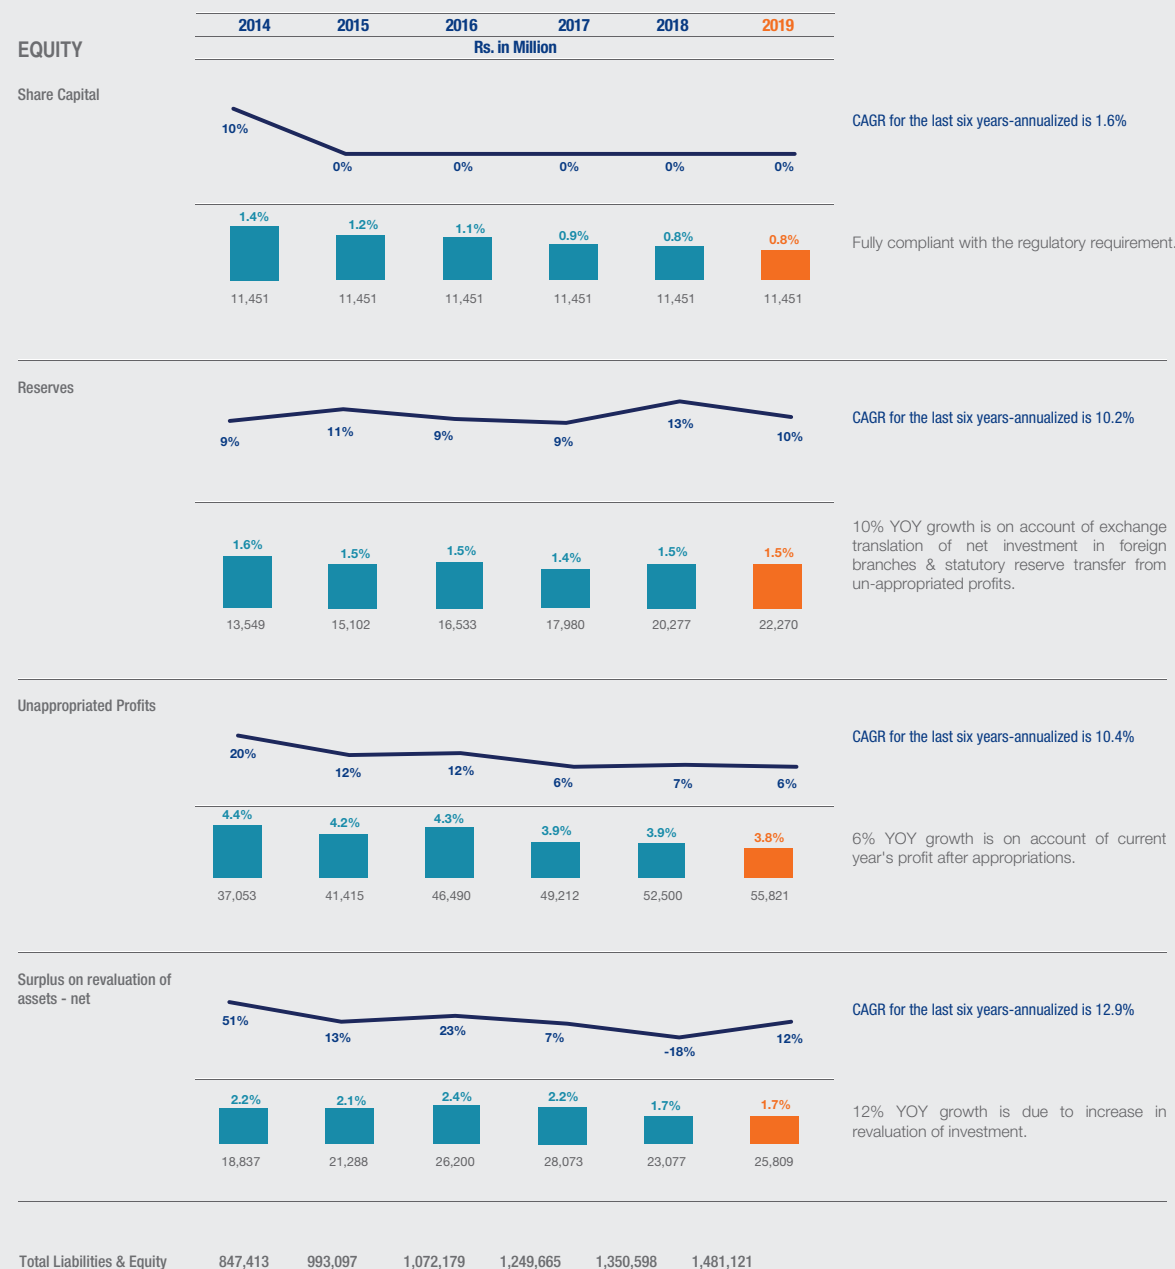 2014 2015 2016 2017 2018 2019
EQUITY
Rs. in Million
Share Capital
CAGR for the last six years-annualized is 1.6%
10%
0% 0% 0% 0% 0%
1.4% 1.2% 1.1% 0.9% 0.8% 0.8%
Fully compliant with the regulatory requirement.
11,451 11,451 11,451 11,451 11,451 11,451
Reserves
CAGR for the last six years-annualized is 10.2%
9% 11% 9% 9% 13% 10%
10% YOY growth is on account of exchange
translation of net investment in foreign
branches & statutory reserve transfer from
un-appropriated profits.
1.6% 1.5% 1.5% 1.4% 1.5% 1.5%
13,549 15,102 16,533 17,980 20,277 22,270
Unappropriated Profits
CAGR for the last six years-annualized is 10.4%
20% 12% 12% 6% 7% 6%
4.4% 4.2% 4.3% 3.9% 3.9% 3.8%
6% YOY growth is on account of current
year's profit after appropriations.
37,053 41,415 46,490 49,212 52,500 55,821
Surplus on revaluation of
assets - net
CAGR for the last six years-annualized is 12.9%
51% 13% 23% 7% -18% 12%
2.2% 2.1% 2.4% 2.2% 1.7% 1.7%
12% YOY growth is due to increase in
revaluation of investment.
18,837 21,288 26,200 28,073 23,077 25,809
Total Liabilities & Equity 847,413 993,097 1,072,179 1,249,665 1,350,598 1,481,121